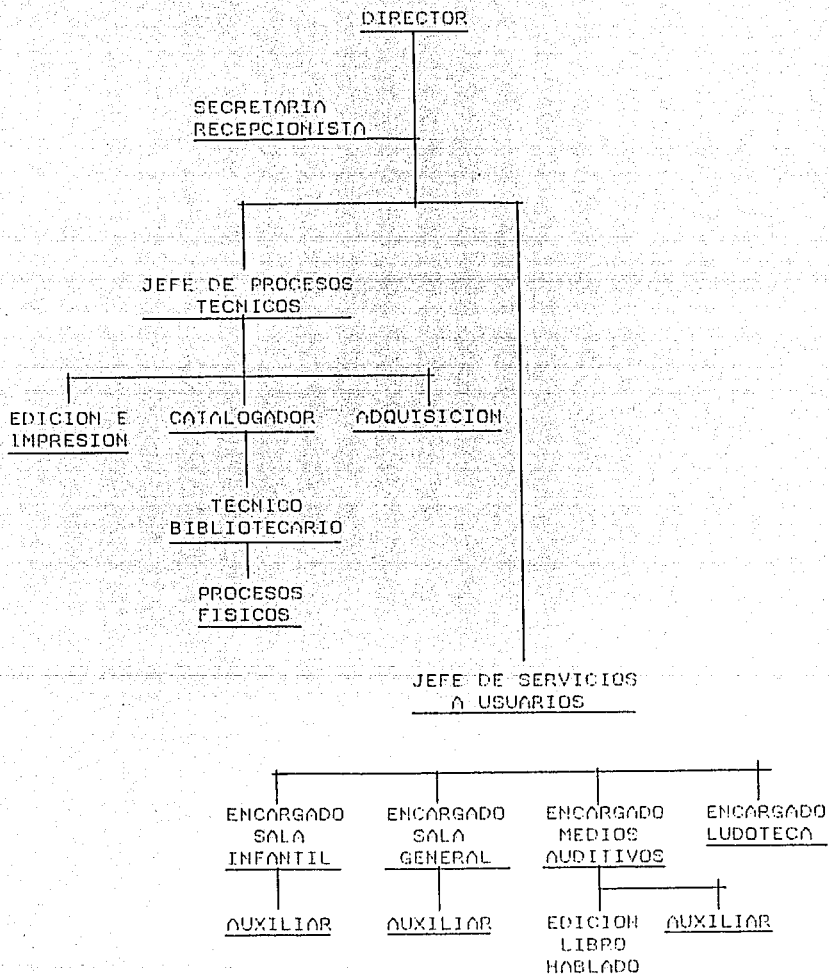 DIRECTOR
SECRETARIA
RECEPCIONISTA
JEFE DE PROCESOS
TECNICOS
EDICION E
IMPRESION
CATALOGADOR
ADQUISICION
TECNICO
BIBLIOTECARIO
PROCESOS
FISICOS
JEFE DE SERVICIOS
A USUARIOS
ENCARGADO
SALA
INFANTIL
ENCARGADO
SALA
GENERAL
ENCARGADO
MEDIOS
AUDITIVOS
ENCARGADO
LUDOTECA
AUXILIAR
AUXILIAR
EDICION
LIBRO
HABLADO
AUXILIAR